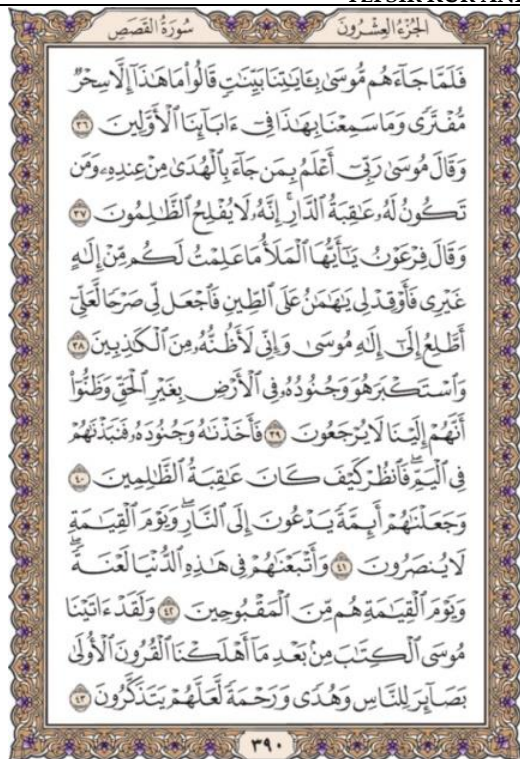 سُورَةُ القَصَصِ
الجُزْءُ العِشْرُونَ
فَلَمَّا جَآءَهُم مُّوسَىٰ بِـَٔايَٰتِنَا بَيِّنَٰتٍ قَالُوا۟ مَا هَٰذَآ إِلَّا سِحْرٌ
مُّفْتَرًى وَمَا سَمِعْنَا بِهَٰذَا فِىٓ ءَابَآئِنَا ٱلْأَوَّلِينَ ٣٦
وَقَالَ مُوسَىٰ رَبِّىٓ أَعْلَمُ بِمَن جَآءَ بِٱلْهُدَىٰ مِنْ عِندِهِۦ وَمَن
تَكُونُ لَهُۥ عَٰقِبَةُ ٱلدَّارِۚ إِنَّهُۥ لَا يُفْلِحُ ٱلظَّٰلِمُونَ ٣٧
وَقَالَ فِرْعَوْنُ يَٰٓأَيُّهَا ٱلْمَلَأُ مَا عَلِمْتُ لَكُم مِّنْ إِلَٰهٍ
غَيْرِى فَأَوْقِدْ لِى يَٰهَٰمَٰنُ عَلَى ٱلطِّينِ فَٱجْعَل لِّى صَرْحًا لَّعَلِّىٓ
أَطَّلِعُ إِلَىٰٓ إِلَٰهِ مُوسَىٰ وَإِنِّى لَأَظُنُّهُۥ مِنَ ٱلْكَٰذِبِينَ ٣٨
وَٱسْتَكْبَرَ هُوَ وَجُنُودُهُۥ فِى ٱلْأَرْضِ بِغَيْرِ ٱلْحَقِّ وَظَنُّوٓا۟
أَنَّهُمْ إِلَيْنَا لَا يُرْجَعُونَ ٣٩ فَأَخَذْنَٰهُ وَجُنُودَهُۥ فَنَبَذْنَٰهُمْ
فِى ٱلْيَمِّۖ فَٱنظُرْ كَيْفَ كَانَ عَٰقِبَةُ ٱلظَّٰلِمِينَ ٤٠
وَجَعَلْنَٰهُمْ أَئِمَّةً يَدْعُونَ إِلَى ٱلنَّارِۖ وَيَوْمَ ٱلْقِيَٰمَةِ
لَا يُنصَرُونَ ٤١ وَأَتْبَعْنَٰهُمْ فِى هَٰذِهِ ٱلدُّنْيَا لَعْنَةًۖ
وَيَوْمَ ٱلْقِيَٰمَةِ هُم مِّنَ ٱلْمَقْبُوحِينَ ٤٢ وَلَقَدْ ءَاتَيْنَا
مُوسَى ٱلْكِتَٰبَ مِنۢ بَعْدِ مَآ أَهْلَكْنَا ٱلْقُرُونَ ٱلْأُولَىٰ
بَصَآئِرَ لِلنَّاسِ وَهُدًى وَرَحْمَةً لَّعَلَّهُمْ يَتَذَكَّرُونَ ٤٣
٣٩٠